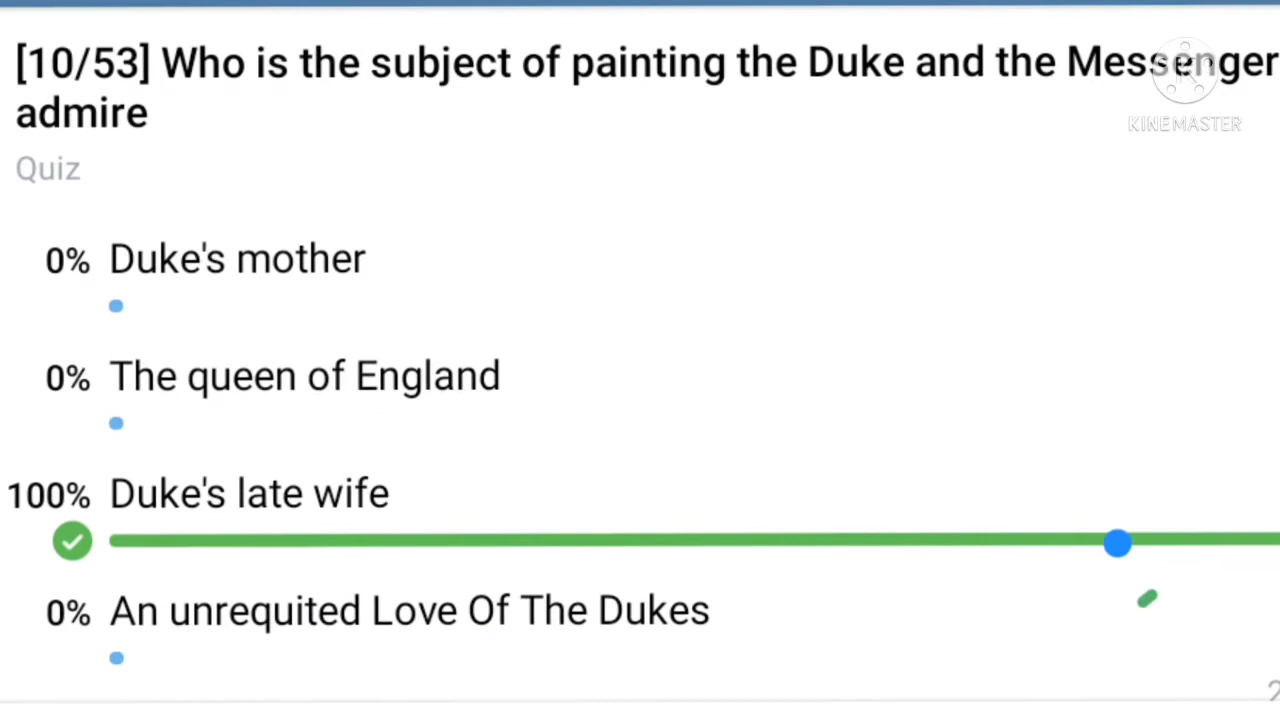 [10/53] Who is the subject of painting the Duke and the Messenger
admire
KINEMASTER
Quiz
0% Duke's mother
0% The queen of England
100% Duke's late wife
0% An unrequited Love Of The Dukes